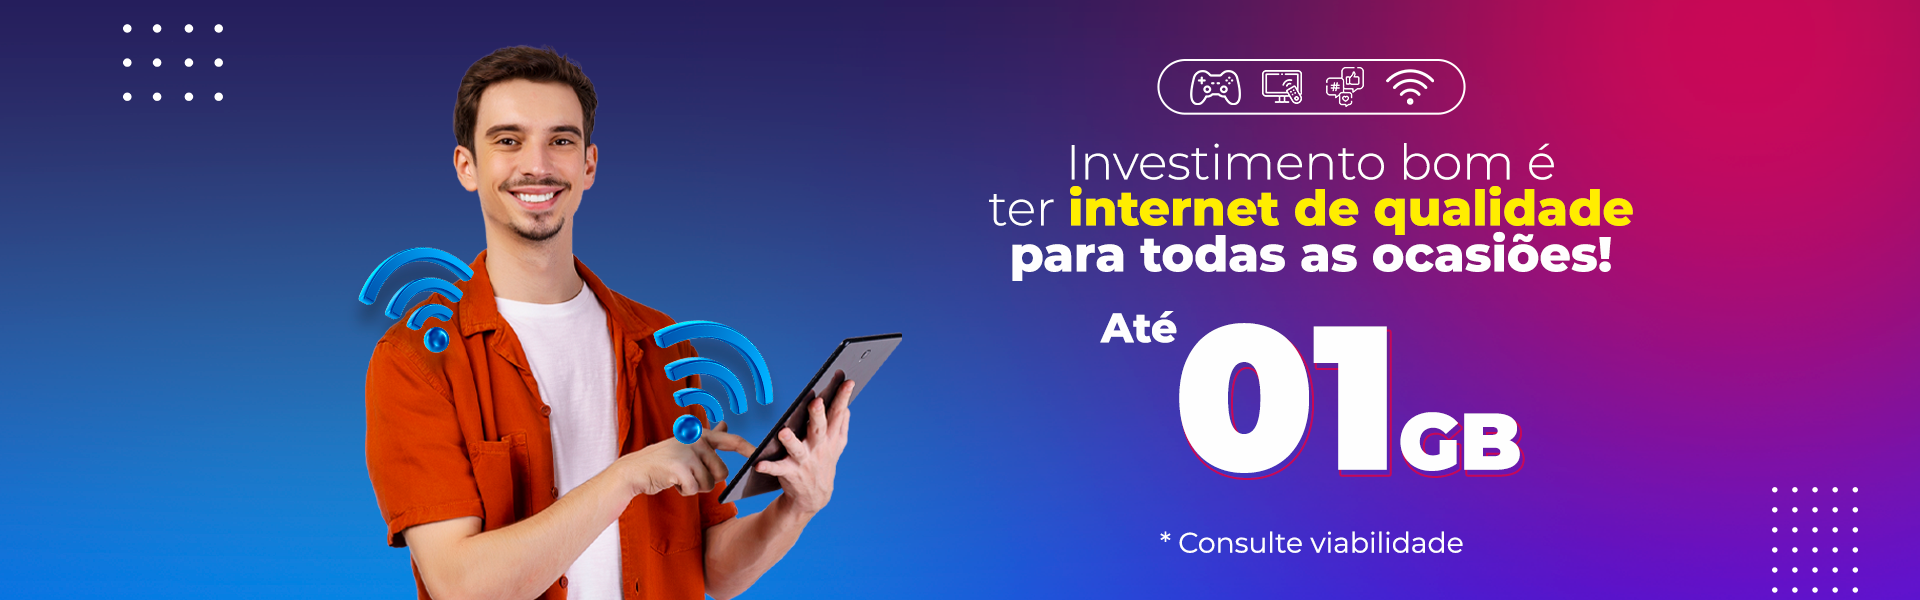 Investimento bom é
ter internet de qualidade
para todas as ocasiões!
Até 01GB
* Consulte viabilidade